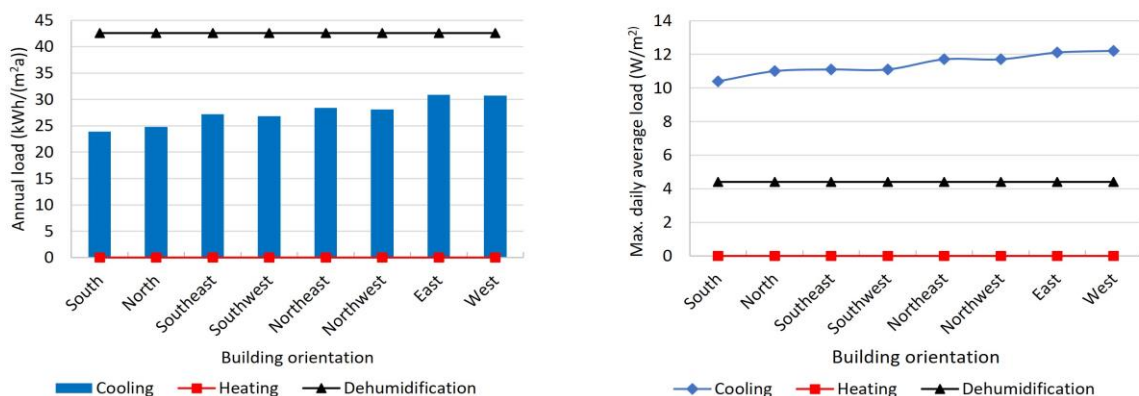 Annual load (kWh/(m²a))
45
40
35
30
25
20
15
10
5
0
South
North
Southeast
Southwest
Northeast
Northwest
East
West
Building orientation
Cooling
Heating
Dehumidification
Max. daily average load (W/m²)
14
12
10
8
6
4
2
0
South
North
Southeast
Southwest
Northeast
Northwest
East
West
Building orientation
Cooling
Heating
Dehumidification